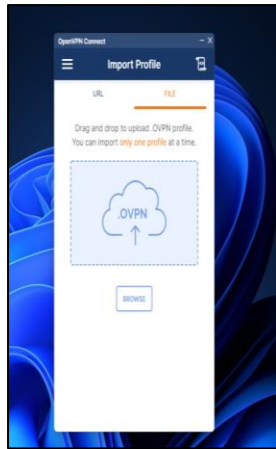 OpenVPN Connect
Import Profile
URL
FILE
Drag and drop to upload .OVPN profile.
You can import only one profile at a time.
.OVPN
BROWSE